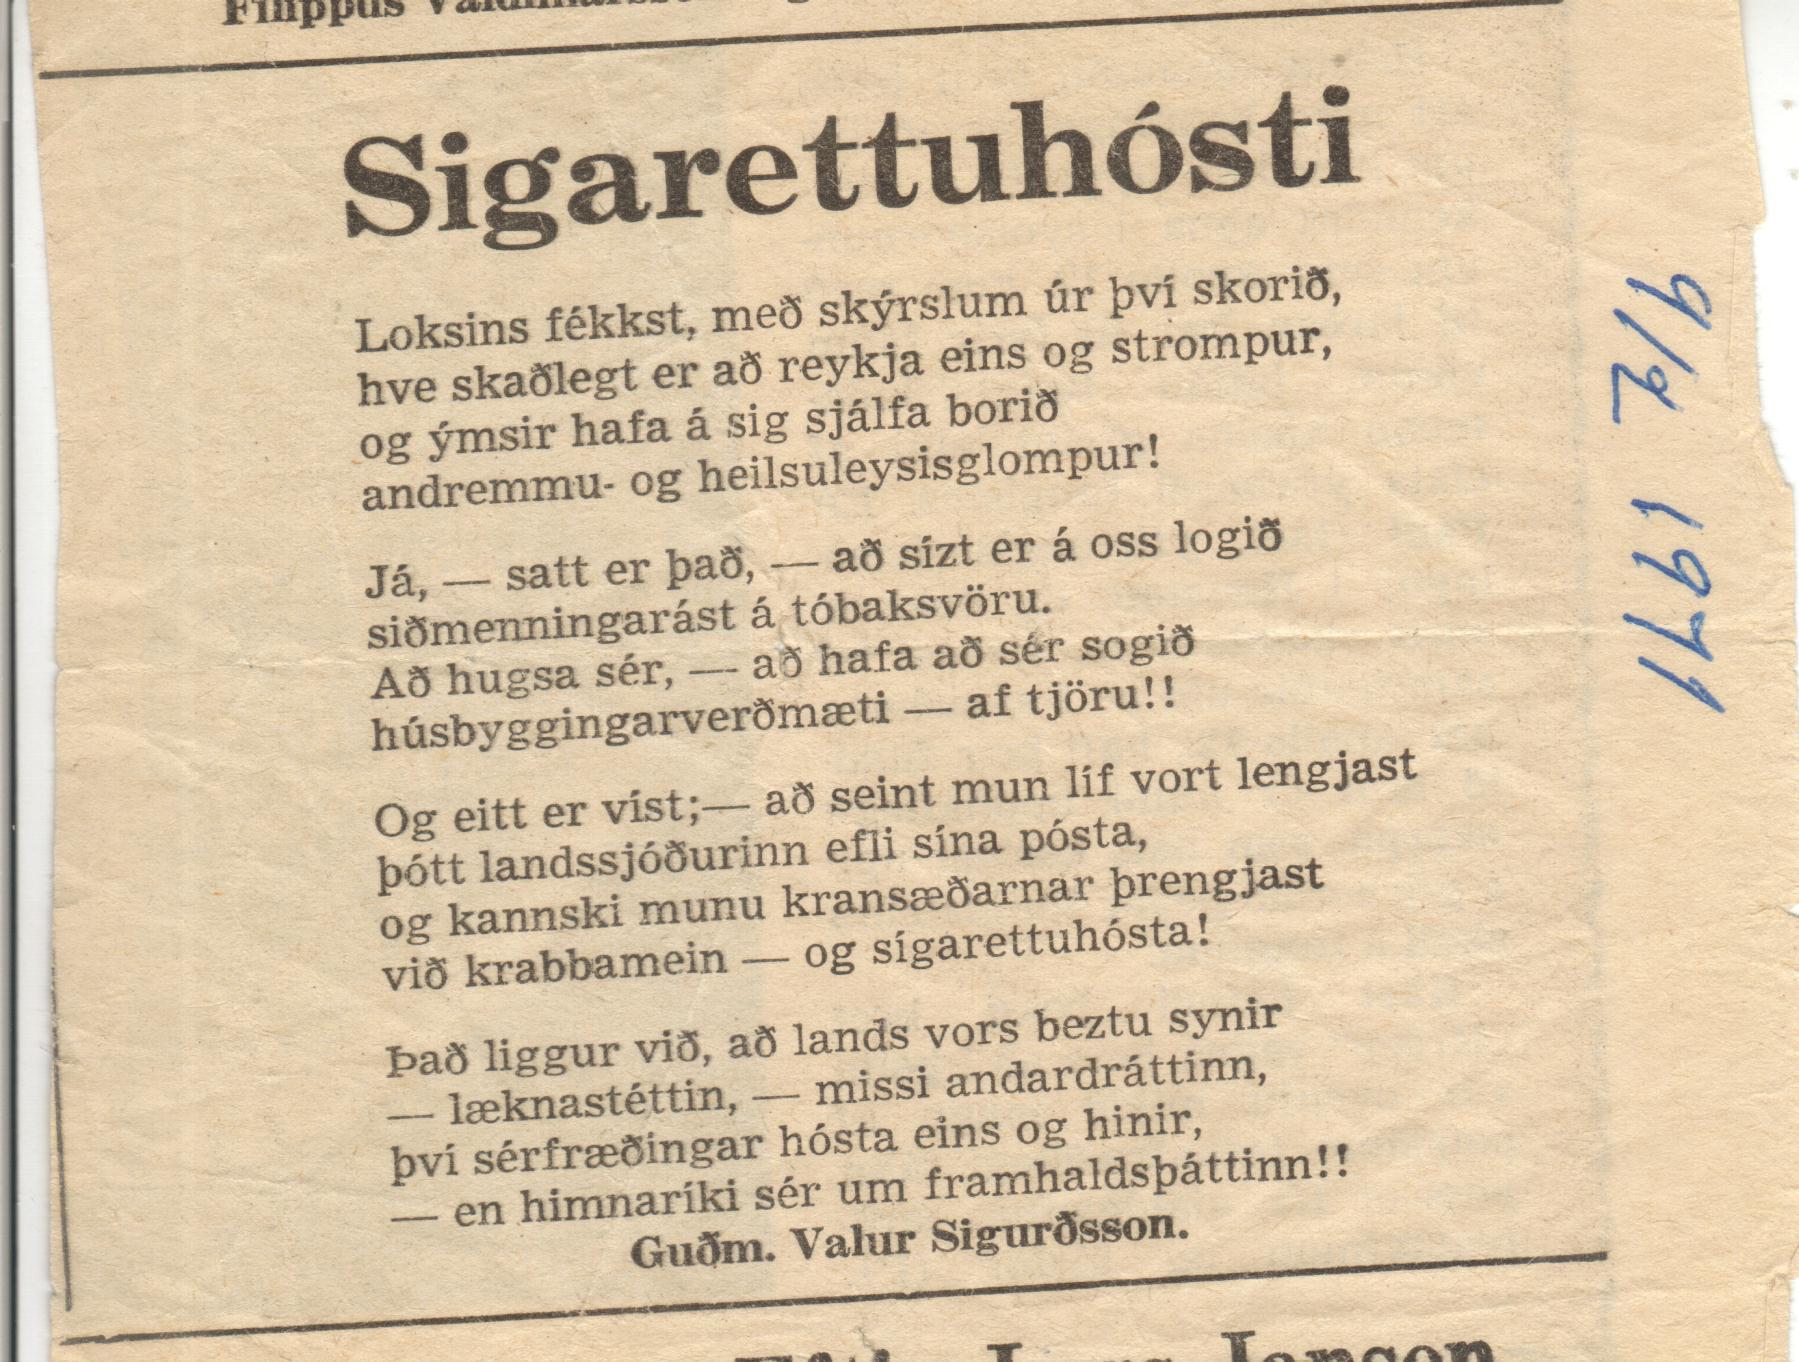 Filippus
Sigarettuhósti
Loksins fékkst, með skýrslum úr því skorið,
hve skaðlegt er að reykja eins og strompur,
og ýmsir hafa á sig sjálfa borið
andremmu- og heilsuleysisglompur!
Já, — satt er það, — að sízt er á oss logið
siðmenningarást á tóbaksvöru.
Að hugsa sér, — að hafa að sér sogið
húsbyggingarverðmæti — af tjöru!!
Og eitt er víst;— að seint mun líf vort lengjast
þótt landssjóðurinn efli sína pósta,
og kannski munu kransæðarnar þrengjast
við krabbamein — og sígarettuhósta!
Það liggur við, að lands vors beztu synir
— læknastéttin, — missi andardráttinn,
því sérfræðingar hósta eins og hinir,
— en himnaríki sér um framhaldsþáttinn!!
Guðm. Valur Sigurðsson.
9/2 1971